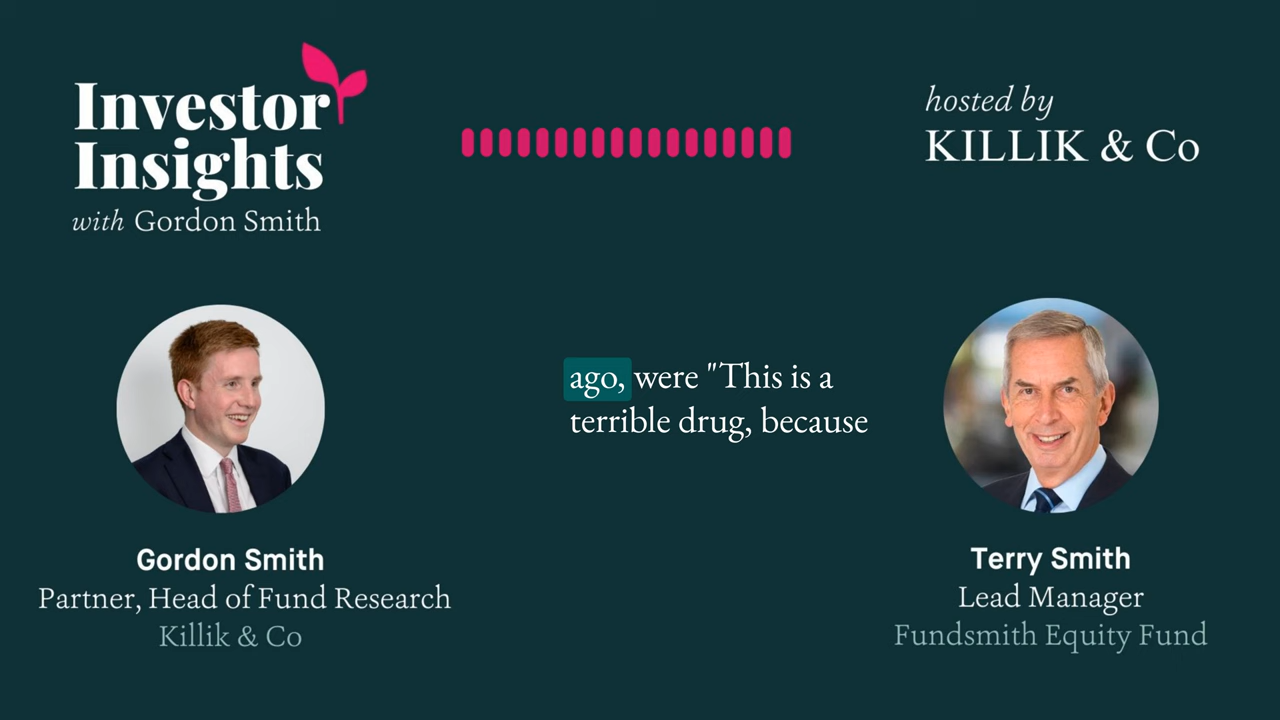 Investor
Insights
with Gordon Smith
hosted by
KILLIK & Co
ago, were "This is a
terrible drug, because
Gordon Smith
Partner, Head of Fund Research
Killik & Co
Terry Smith
Lead Manager
Fundsmith Equity Fund